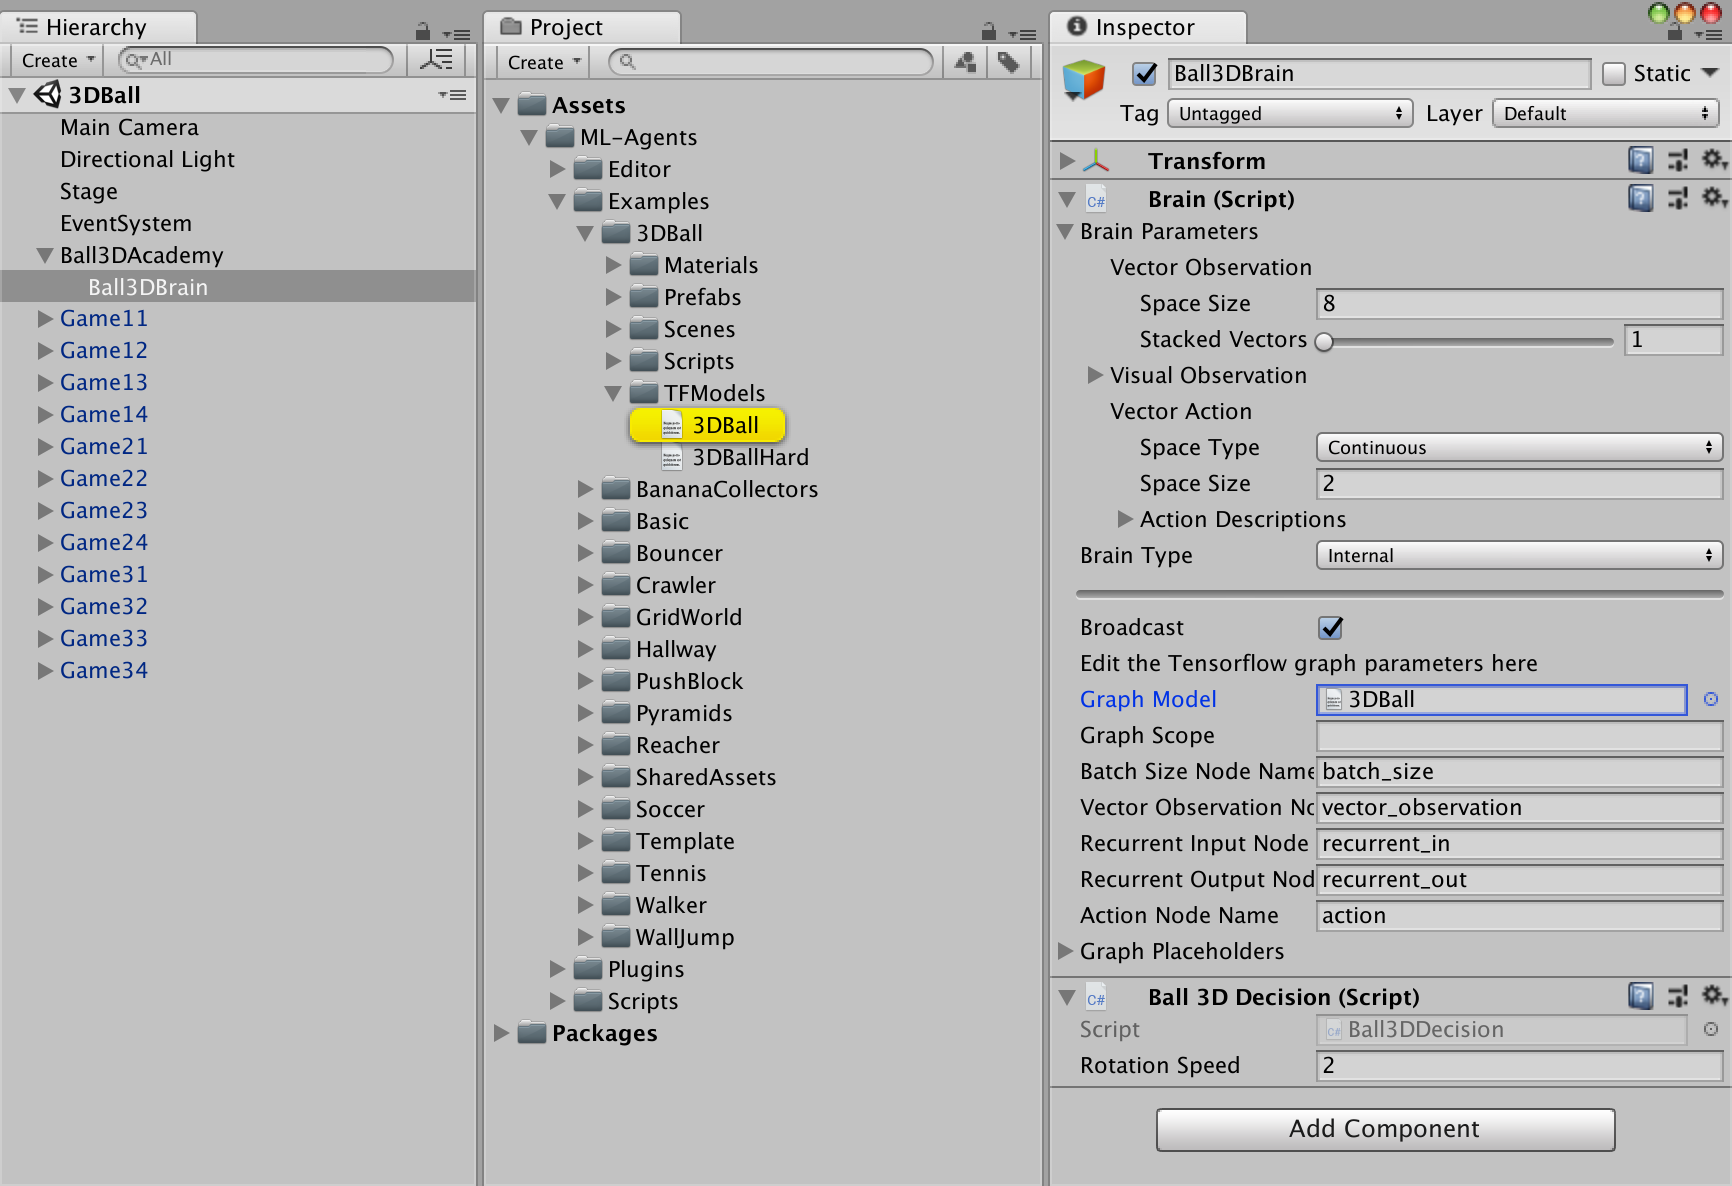 Hierarchy
Create
All
3DBall
Main Camera
Directional Light
Stage
EventSystem
Ball3DAcademy
Ball3DBrain
Game11
Game12
Game13
Game14
Game21
Game22
Game23
Game24
Game31
Game32
Game33
Game34
Project
Create
Assets
ML-Agents
Editor
Examples
3DBall
Materials
Prefabs
Scenes
Scripts
TFModels
3DBall
3DBallHard
BananaCollectors
Basic
Bouncer
Crawler
GridWorld
Hallway
PushBlock
Pyramids
Reacher
SharedAssets
Soccer
Template
Tennis
Walker
WallJump
Plugins
Scripts
Packages
Inspector
Ball3DBrain Static
Tag Untagged Layer Default
Transform
C# Brain (Script)
Brain Parameters
Vector Observation
Space Size 8
Stacked Vectors 1
Visual Observation
Vector Action
Space Type Continuous
Space Size 2
Action Descriptions
Brain Type Internal
Broadcast
Edit the Tensorflow graph parameters here
Graph Model 3DBall
Graph Scope
Batch Size Node Name batch_size
Vector Observation No vector_observation
Recurrent Input Node recurrent_in
Recurrent Output Nod recurrent_out
Action Node Name action
Graph Placeholders
C# Ball 3D Decision (Script)
Script C# Ball3DDecision
Rotation Speed 2
Add Component